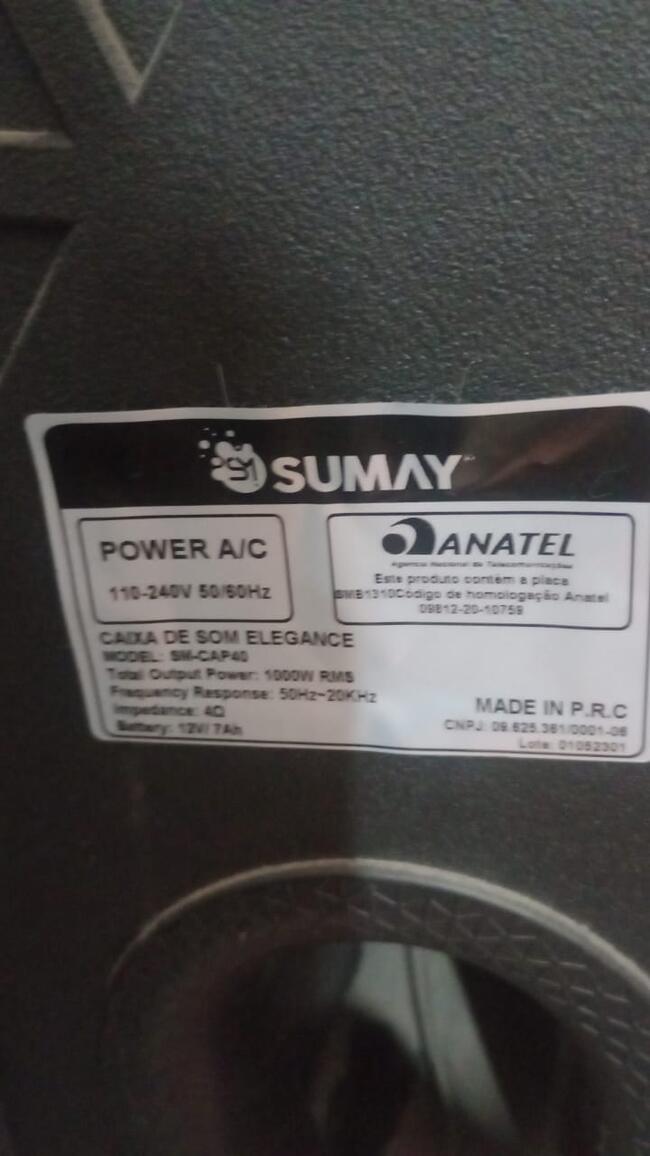 SM SUMAY
POWER A/C
110-240V 50/60Hz
ANATEL
Agência Nacional de Telecomunicações
Este produto contém a placa
BMB1310Código de homologação Anatel
09812-20-10759
CAIXA DE SOM ELEGANCE
MODEL: SM-CAP40
Total Output Power: 1000W RMS
Frequency Response: 50Hz~20KHz
Impedance: 4Ω
Battery: 12V/ 7Ah
MADE IN P.R.C
CNPJ: 09.625.361/0001-06
Lote: 01052301